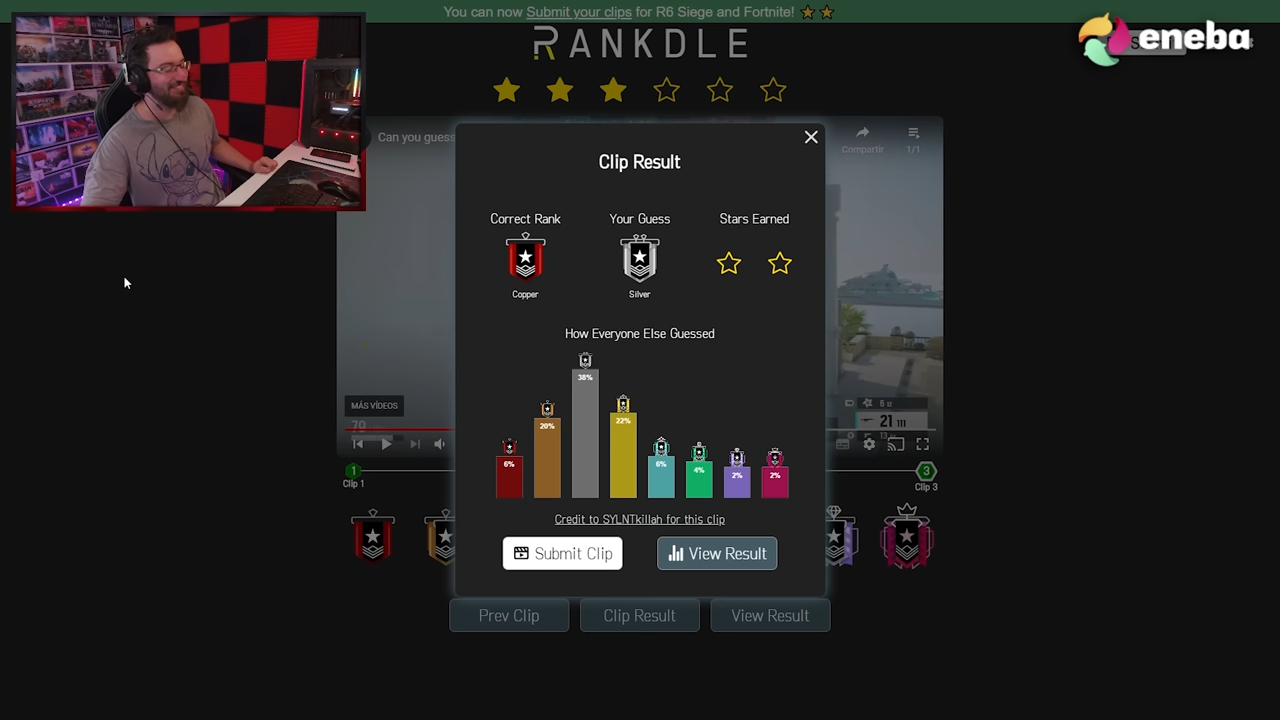 You can now Submit your clips for R6 Siege and Fortnite!
RANKDLE
eneba
Can you guess
Compartir
1/1
Clip Result
Correct Rank
Your Guess
Stars Earned
Copper
Silver
How Everyone Else Guessed
38%
22%
20%
6%
6%
4%
2%
2%
MÁS VÍDEOS
21 111
1
Clip 1
3
Clip 3
Credit to SYLNTkillah for this clip
Submit Clip
View Result
Prev Clip
Clip Result
View Result